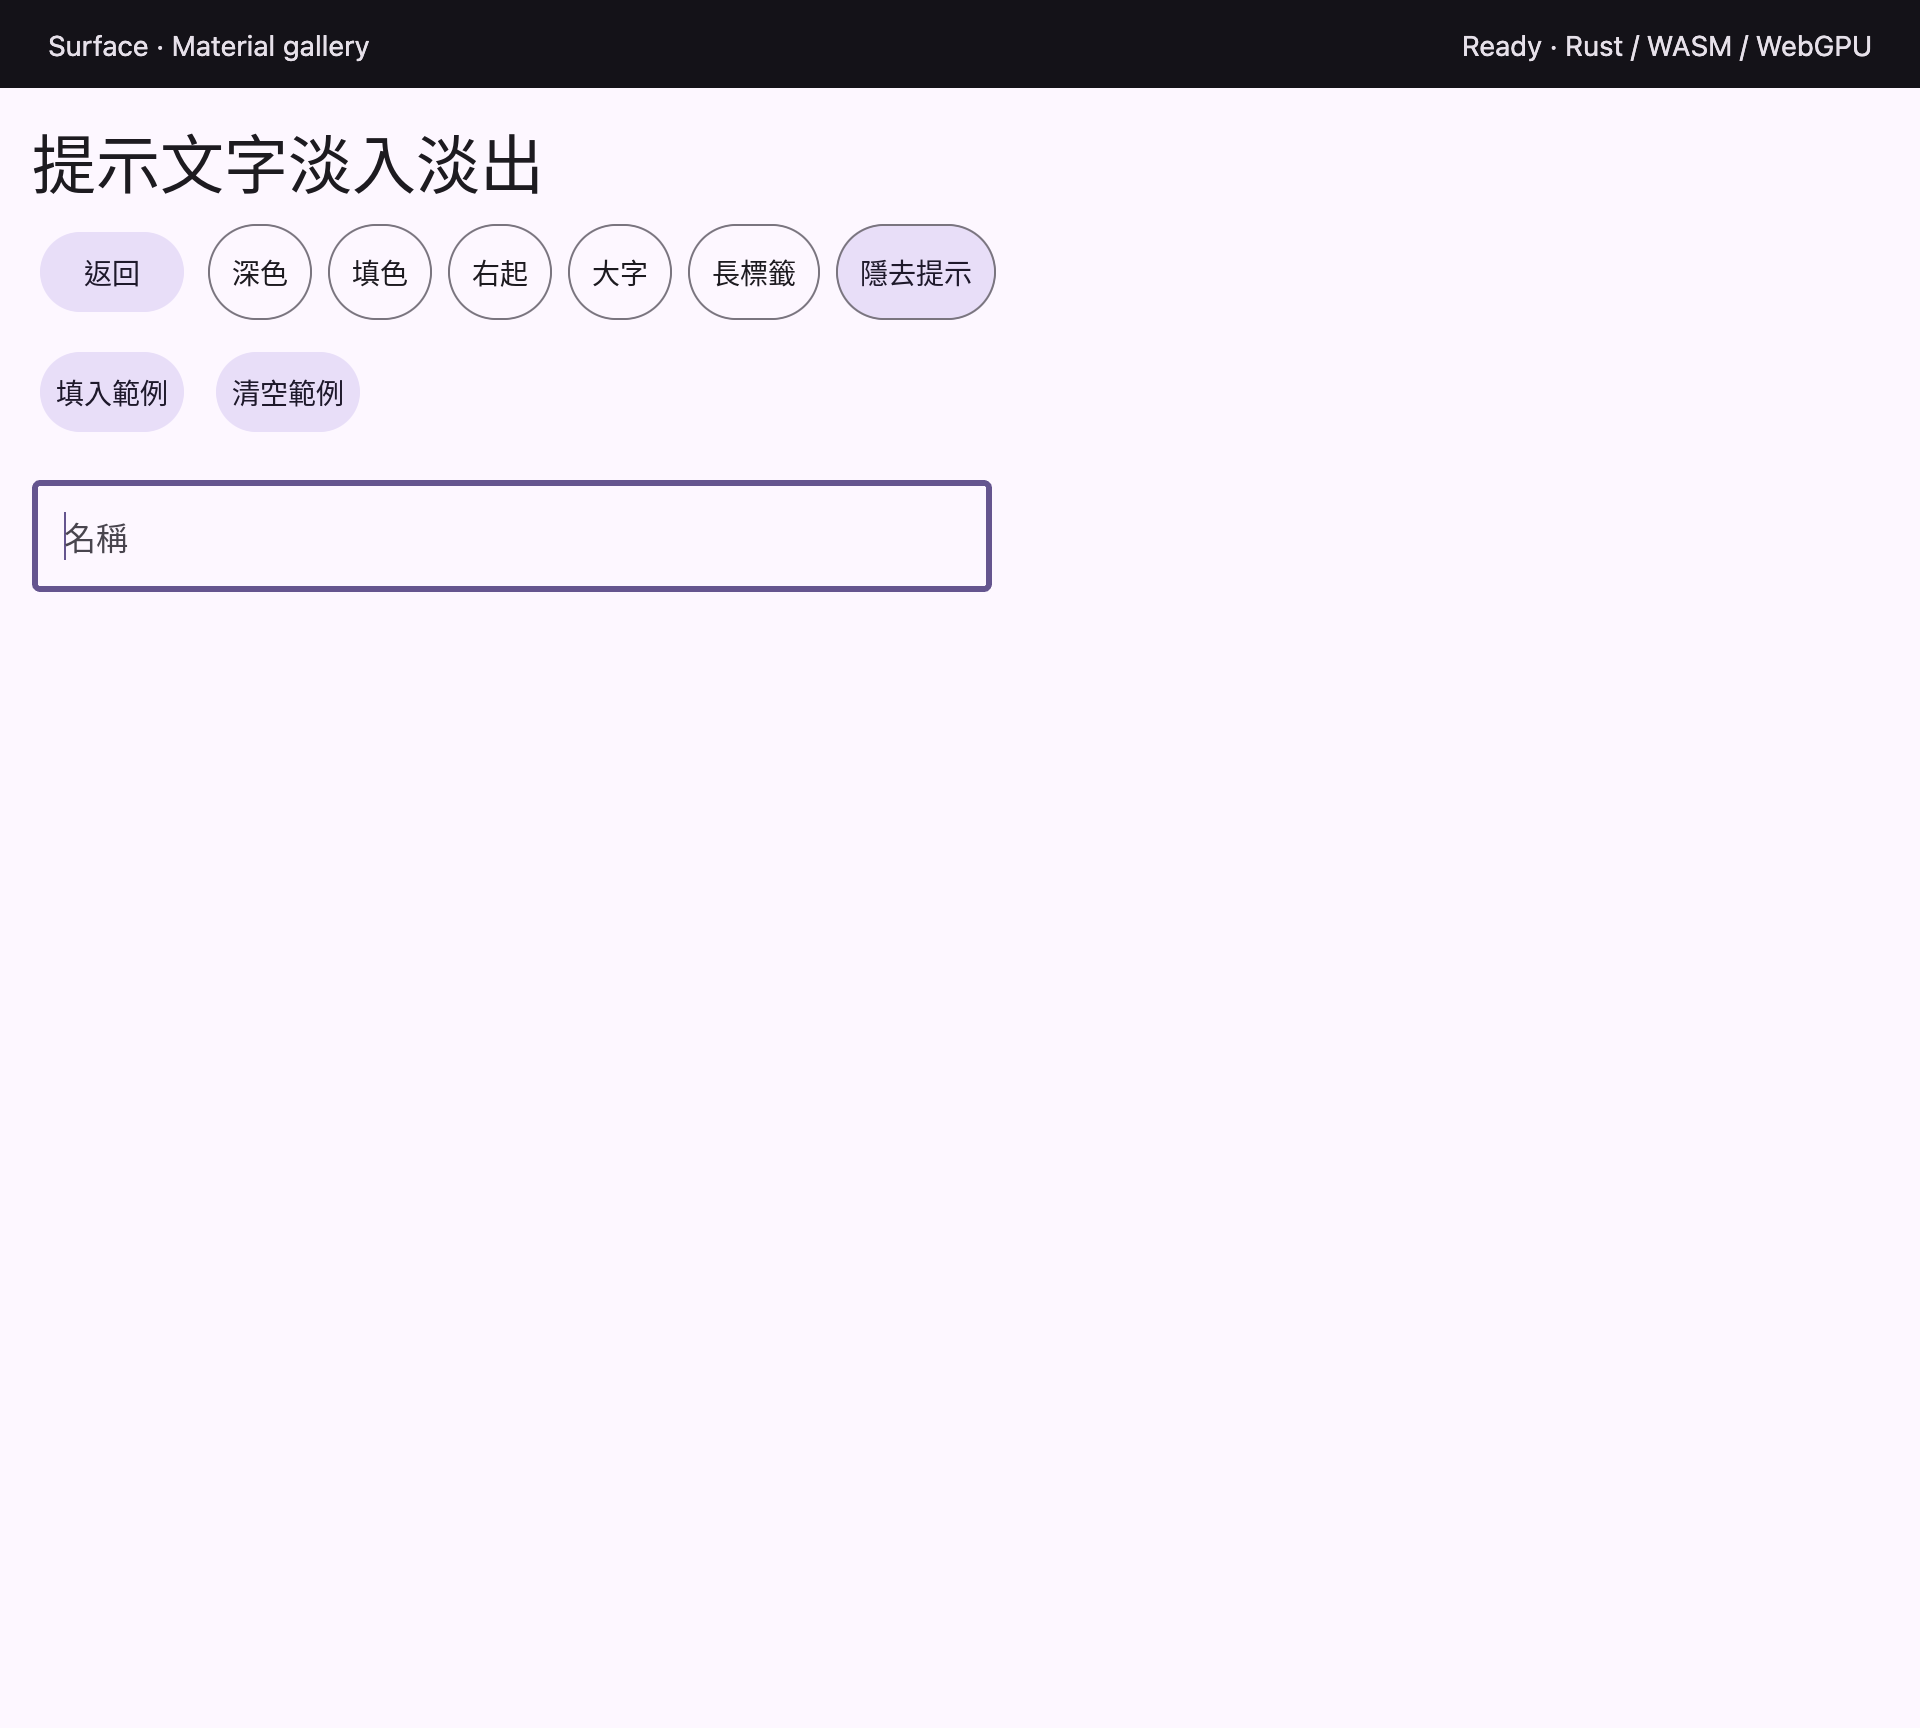 Surface · Material gallery
Ready · Rust / WASM / WebGPU
提示文字淡入淡出
返回 深色 填色 右起 大字 長標籤 隱去提示
填入範例 清空範例
名稱